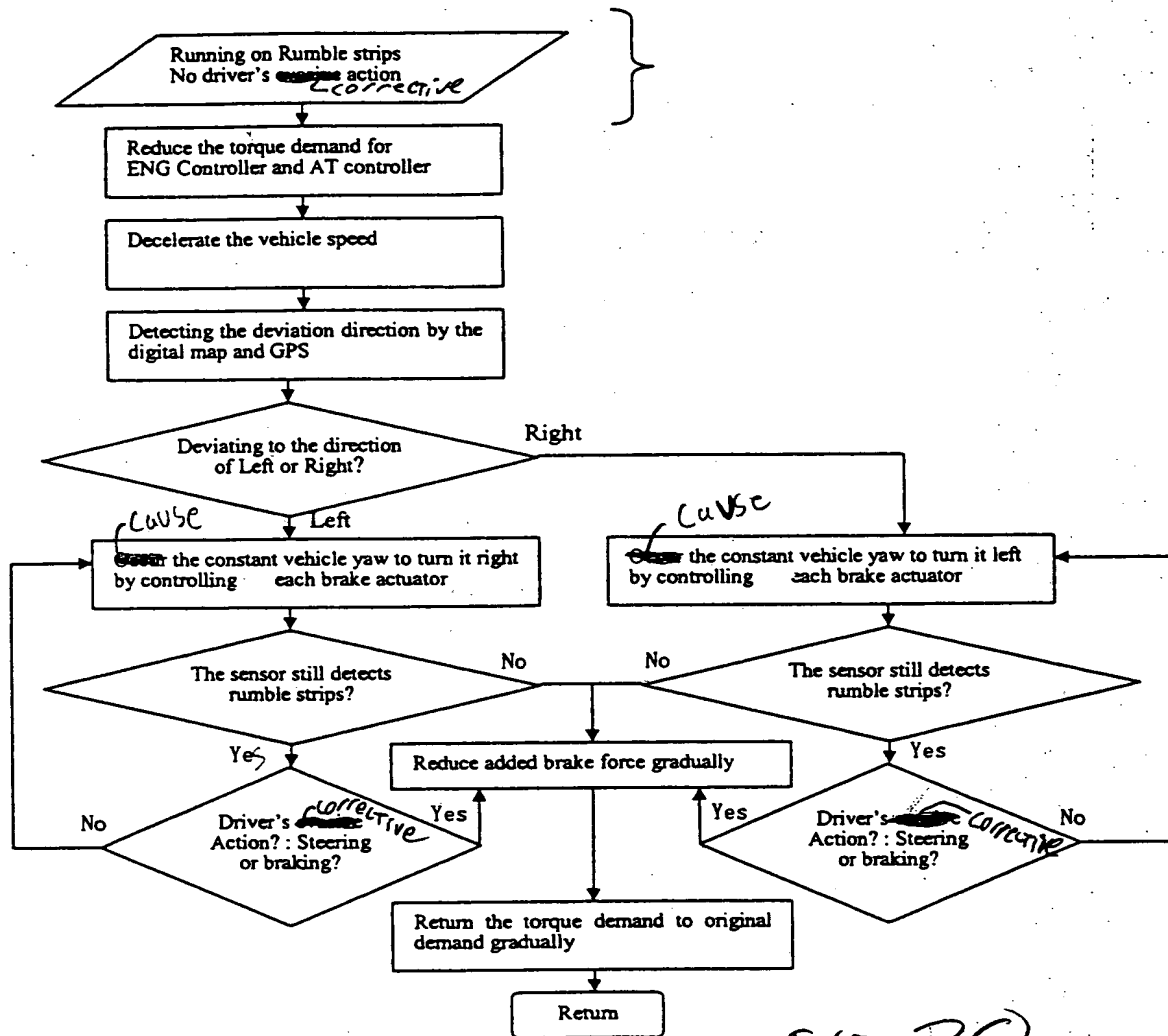 Running on Rumble strips
No driver's action
corrective
Reduce the torque demand for
ENG Controller and AT controller
Decelerate the vehicle speed
Detecting the deviation direction by the
digital map and GPS
Deviating to the direction
of Left or Right?
Right
Left
cause
the constant vehicle yaw to turn it right
by controlling each brake actuator
cause
the constant vehicle yaw to turn it left
by controlling each brake actuator
The sensor still detects
rumble strips?
No
No
The sensor still detects
rumble strips?
Yes
Yes
Reduce added brake force gradually
No
Driver's corrective
Action? : Steering
or braking?
Yes
Yes
Driver's corrective
Action? : Steering
or braking?
No
Return the torque demand to original
demand gradually
Return